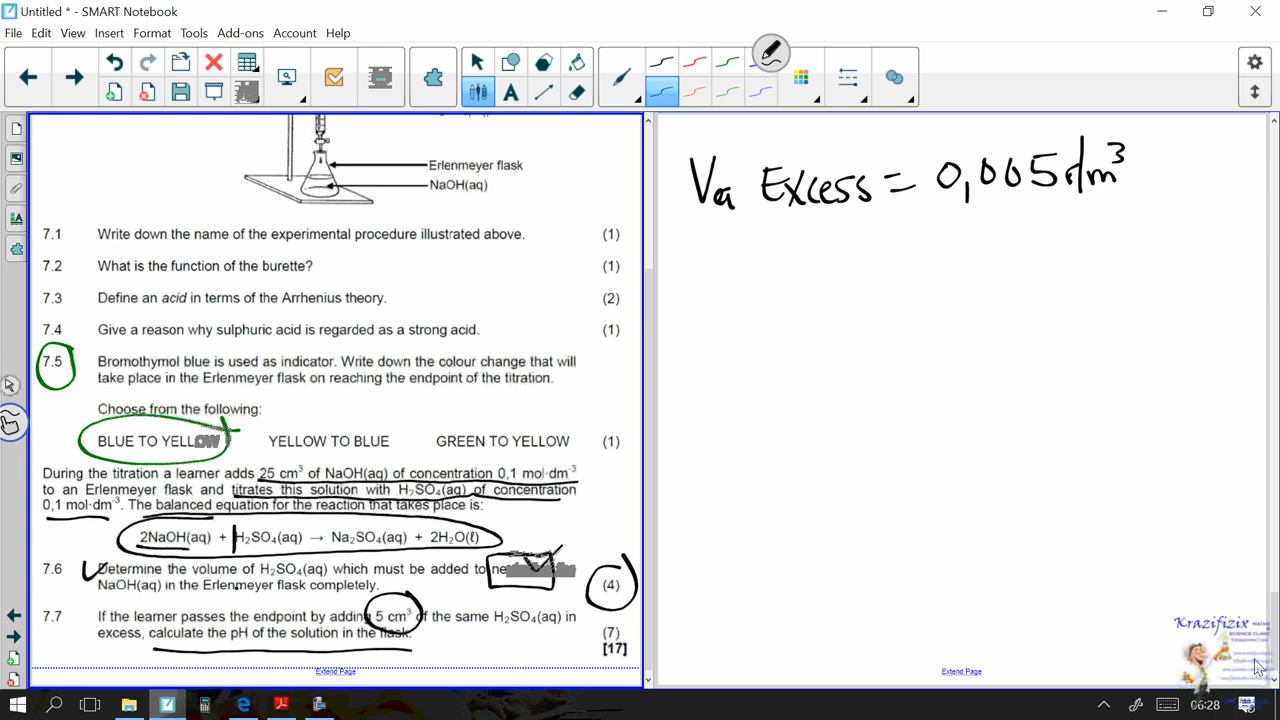 Untitled * - SMART Notebook
File Edit View Insert Format Tools Add-ons Account Help
Erlenmeyer flask
NaOH(aq)
7.1 Write down the name of the experimental procedure illustrated above. (1)
7.2 What is the function of the burette? (1)
7.3 Define an acid in terms of the Arrhenius theory. (2)
7.4 Give a reason why sulphuric acid is regarded as a strong acid. (1)
7.5 Bromothymol blue is used as indicator. Write down the colour change that will
take place in the Erlenmeyer flask on reaching the endpoint of the titration.
Choose from the following:
BLUE TO YELLOW YELLOW TO BLUE GREEN TO YELLOW (1)
During the titration a learner adds 25 cm³ of NaOH(aq) of concentration 0,1 mol·dm⁻³
to an Erlenmeyer flask and titrates this solution with H₂SO₄(aq) of concentration
0,1 mol·dm⁻³. The balanced equation for the reaction that takes place is:
2NaOH(aq) + H₂SO₄(aq) → Na₂SO₄(aq) + 2H₂O(ℓ)
7.6 Determine the volume of H₂SO₄(aq) which must be added to
NaOH(aq) in the Erlenmeyer flask completely. (4)
7.7 If the learner passes the endpoint by adding 5 cm³ of the same H₂SO₄(aq) in
excess, calculate the pH of the solution in the flask. (7)
[17]
Extend Page
Va Excess = 0,005dm³
Krazifizix
SCIENCE CLINIC
Extend Page
06:28